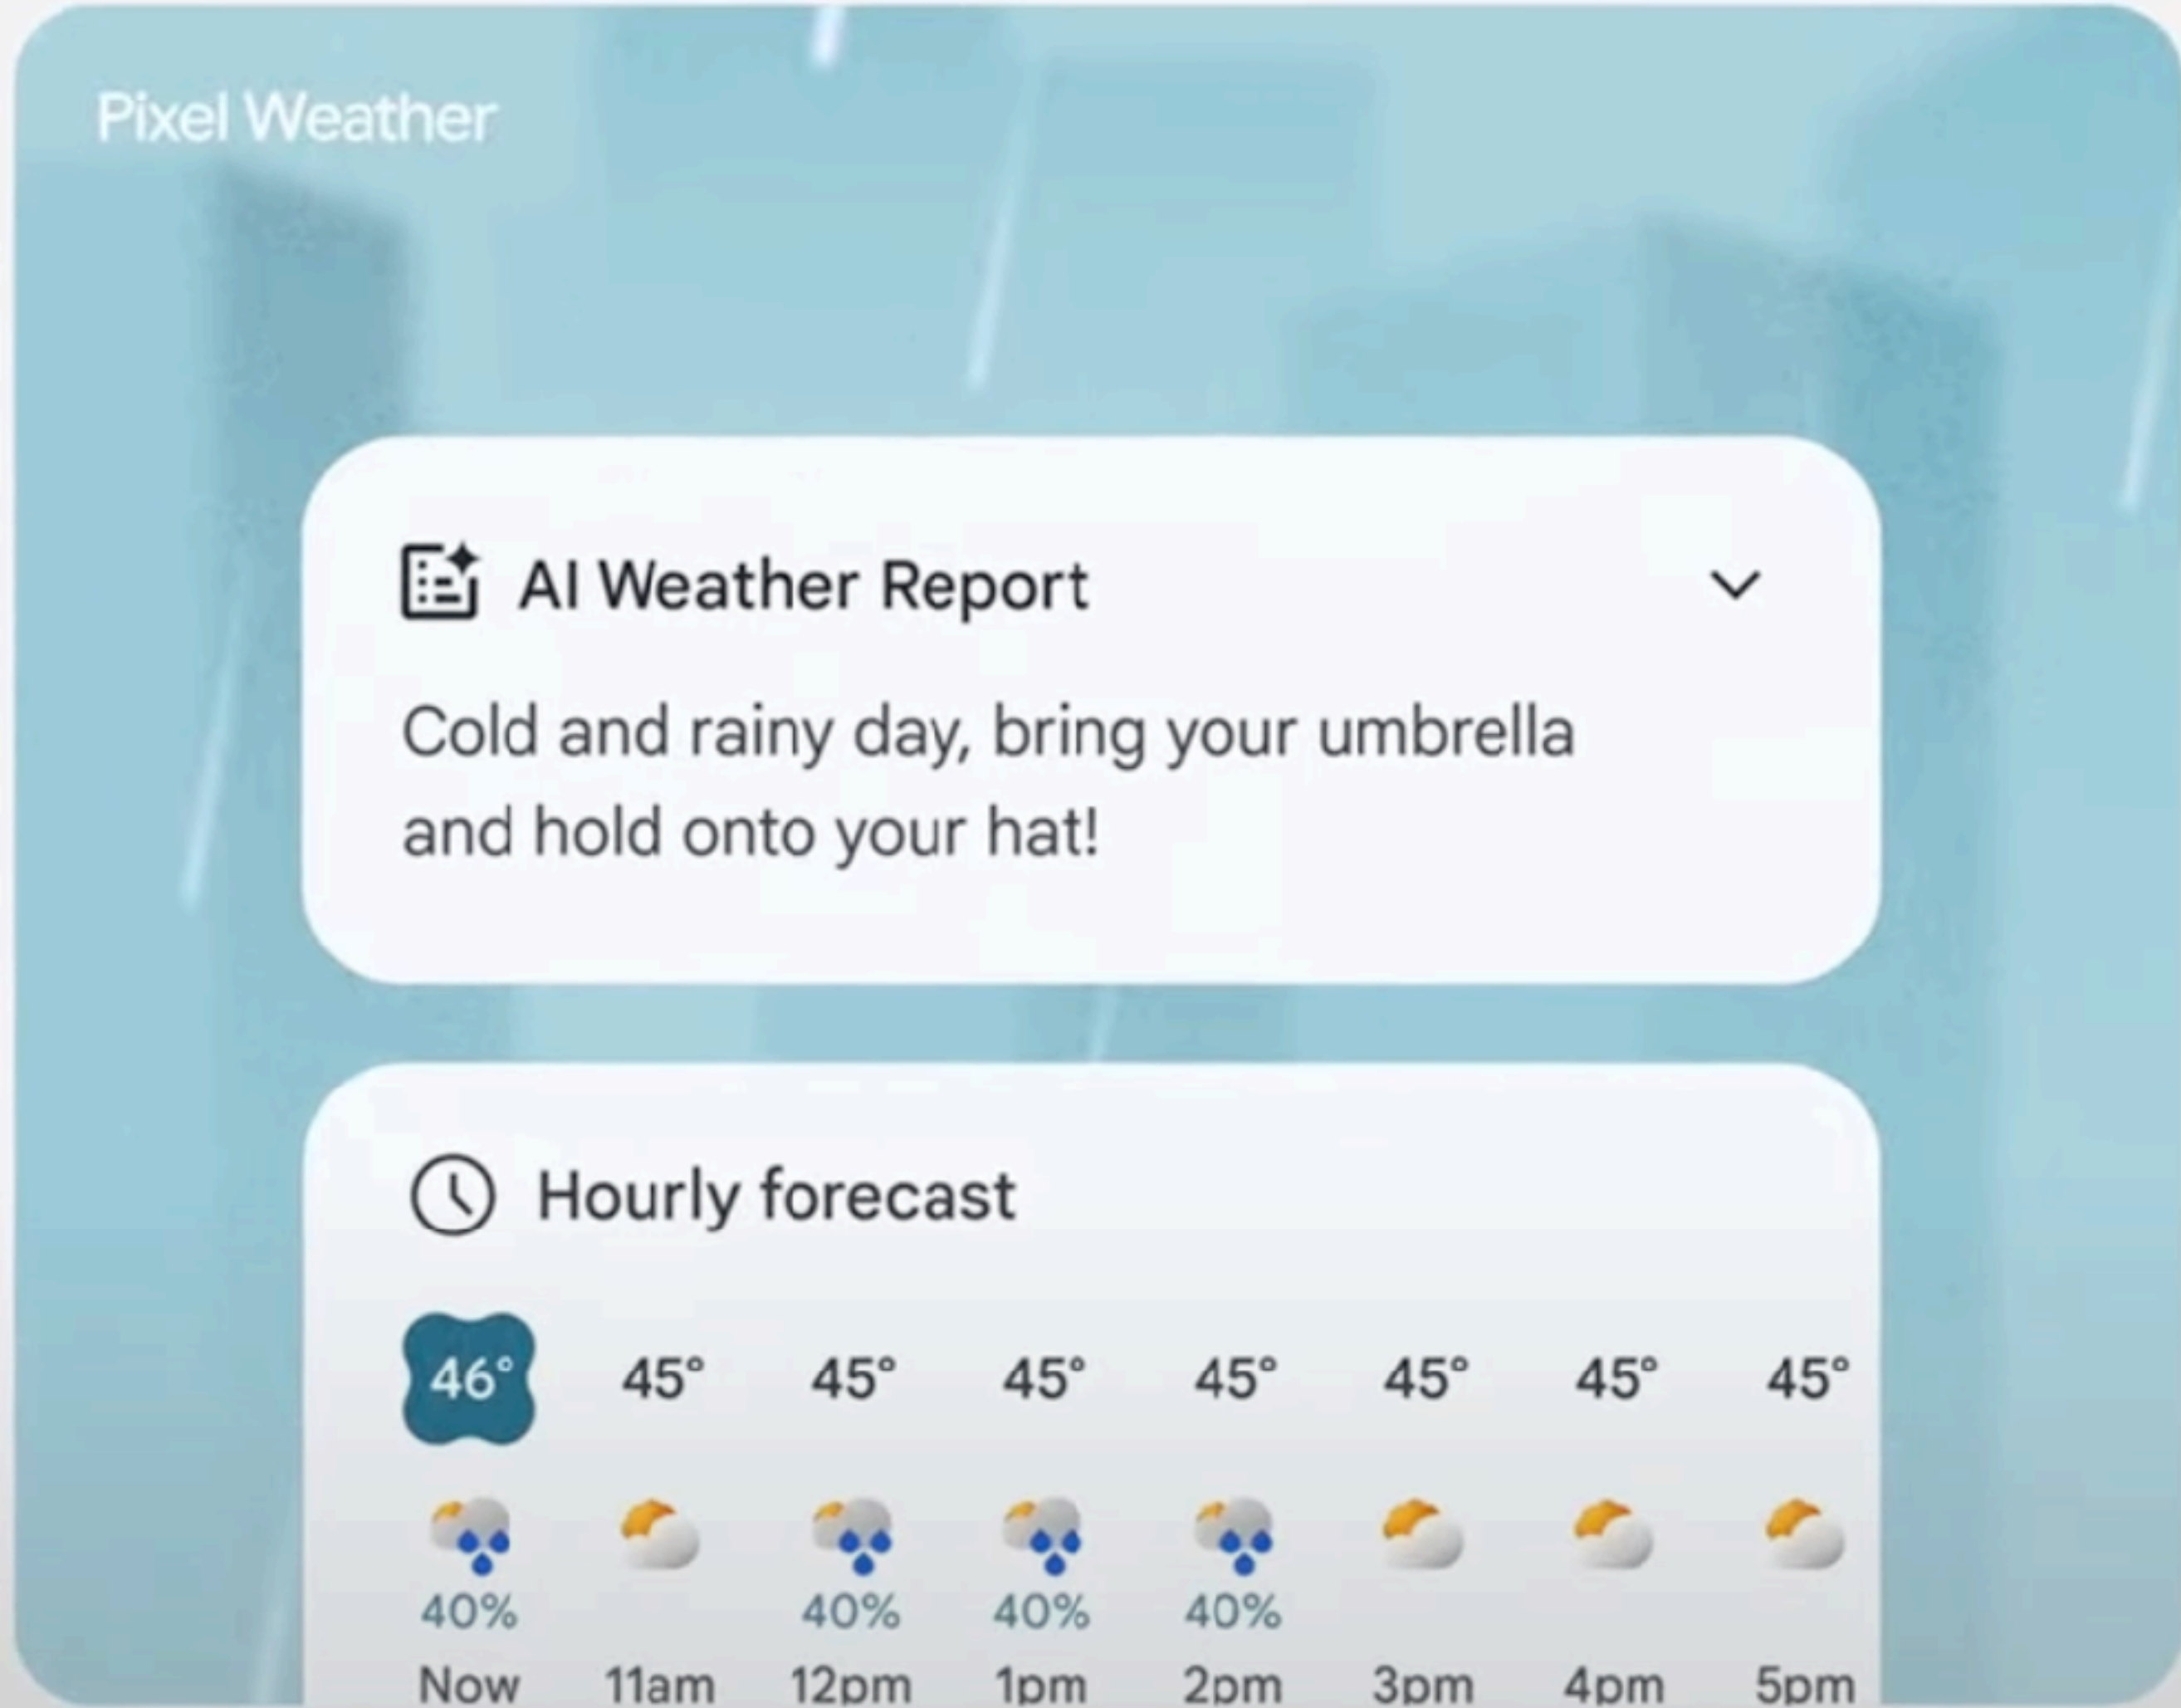 Pixel Weather
AI Weather Report
Cold and rainy day, bring your umbrella
and hold onto your hat!
Hourly forecast
46° 45° 45° 45° 45° 45° 45° 45°
40% 40% 40% 40%
Now 11am 12pm 1pm 2pm 3pm 4pm 5pm